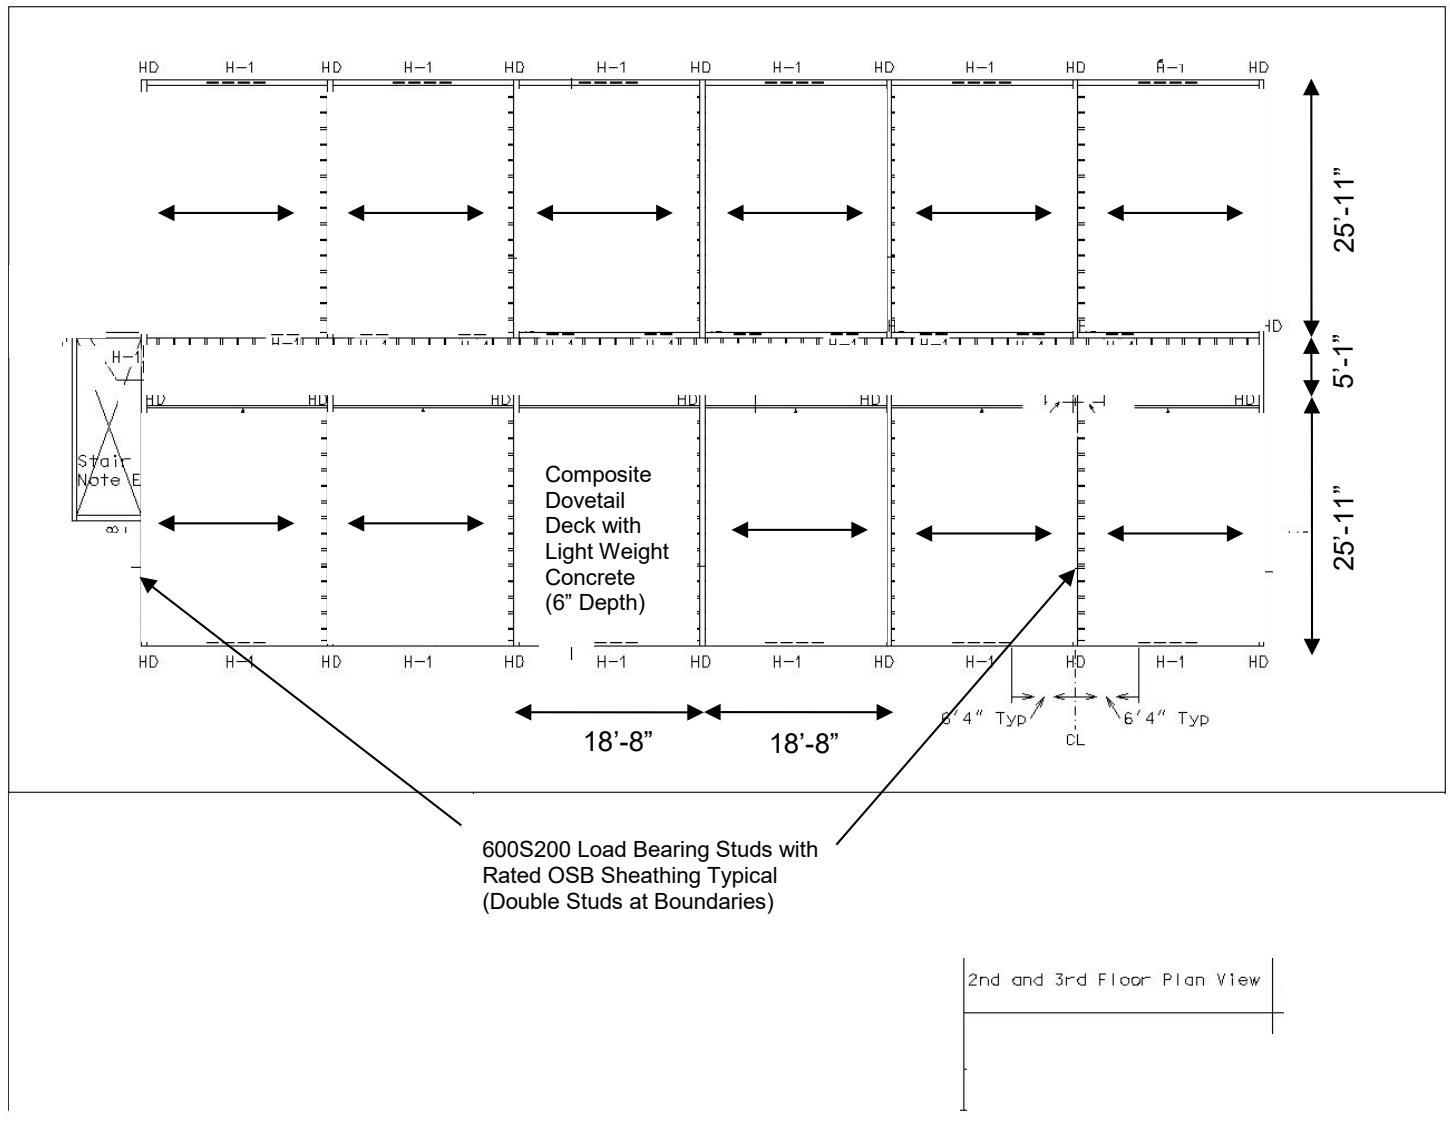 HD H-1 HD H-1 HD H-1 HD H-1 HD H-1 HD H-1 HD
25’-11”
H-1 H-1 H-1
5’-1”
H-1
HD HD HD HD HD HD
Stair
Note E
Composite
Dovetail
Deck with
Light Weight
Concrete
(6” Depth)
25’-11”
HD H-1 HD H-1 HD H-1 HD H-1 HD H-1 HD H-1 HD
6'4" Typ 6'4" Typ
18’-8” 18’-8”
CL
600S200 Load Bearing Studs with
Rated OSB Sheathing Typical
(Double Studs at Boundaries)
2nd and 3rd Floor Plan View